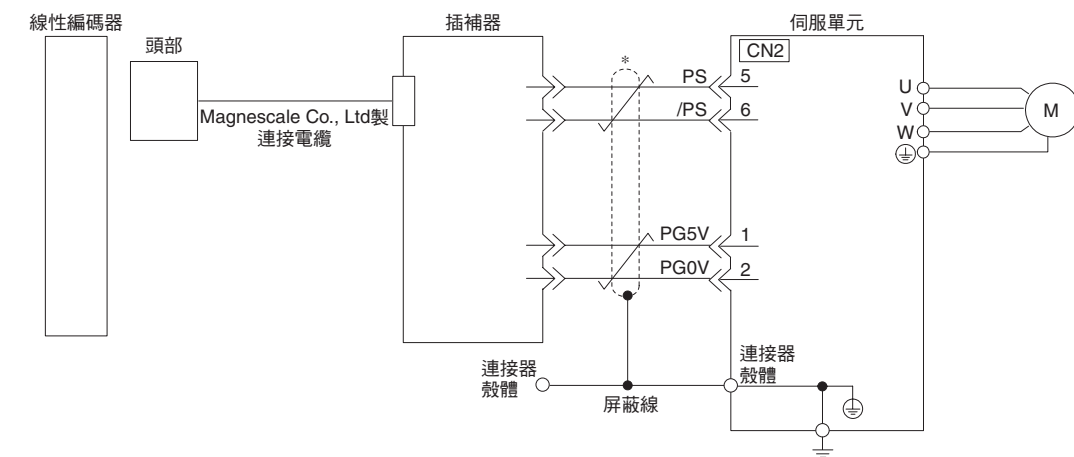 線性編碼器
頭部
插補器
伺服單元
CN2
*
PS
5
/PS
6
U
V
W
M
Magnescale Co., Ltd製
連接電纜
PG5V
1
PG0V
2
連接器
殼體
屏蔽線
連接器
殼體